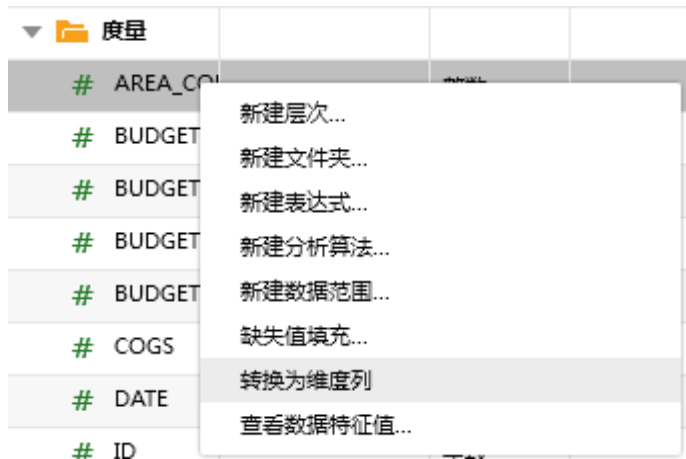 度量
# AREA_COL
新建层次...
# BUDGET
新建文件夹...
# BUDGET
新建表达式...
# BUDGET
新建分析算法...
# BUDGET
新建数据范围...
# COGS
缺失值填充...
# DATE
转换为维度列
查看数据特征值...
# ID